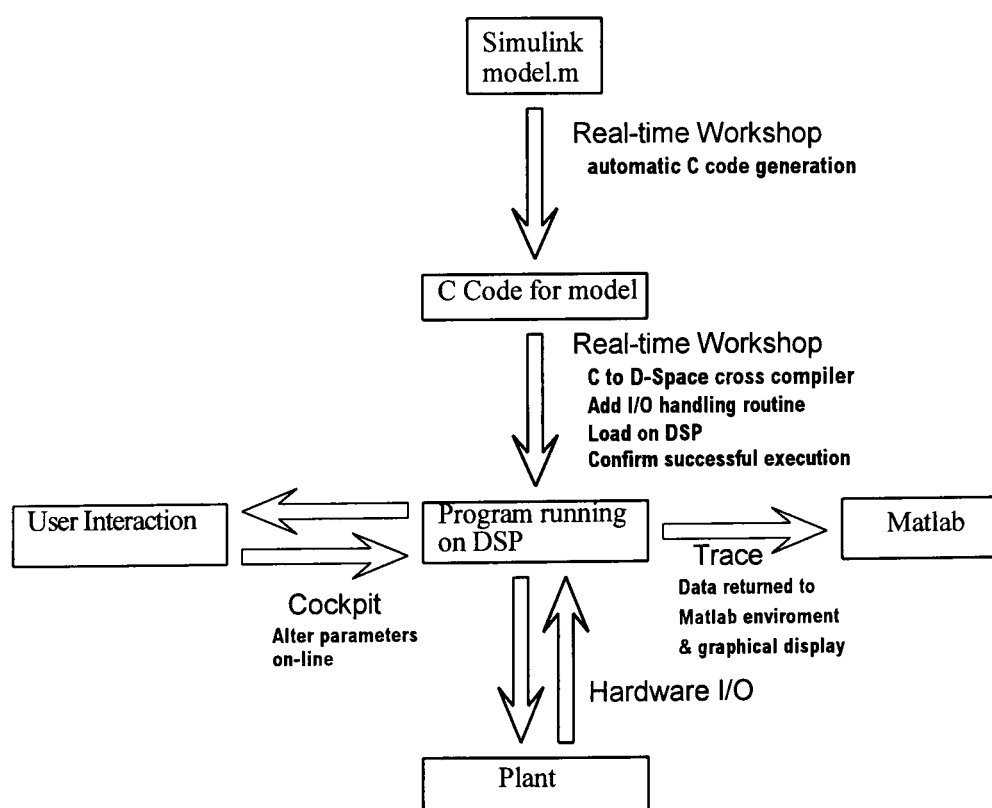 Simulink
model.m
Real-time Workshop
automatic C code generation
C Code for model
Real-time Workshop
C to D-Space cross compiler
Add I/O handling routine
Load on DSP
Confirm successful execution
User Interaction
Program running
on DSP
Matlab
Cockpit
Alter parameters
on-line
Trace
Data returned to
Matlab enviroment
& graphical display
Hardware I/O
Plant